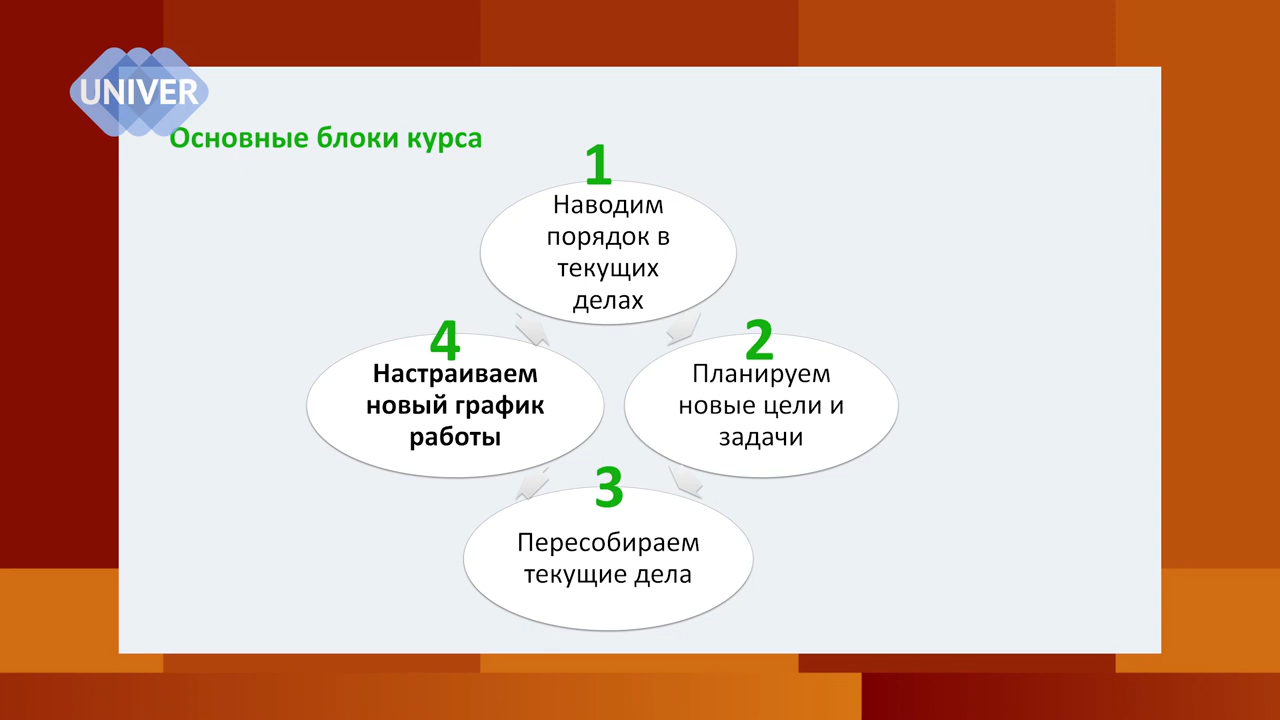 UNIVER
Основные блоки курса
1
Наводим
порядок в
текущих
делах
2
Планируем
новые цели и
задачи
3
Пересобираем
текущие дела
4
Настраиваем
новый график
работы